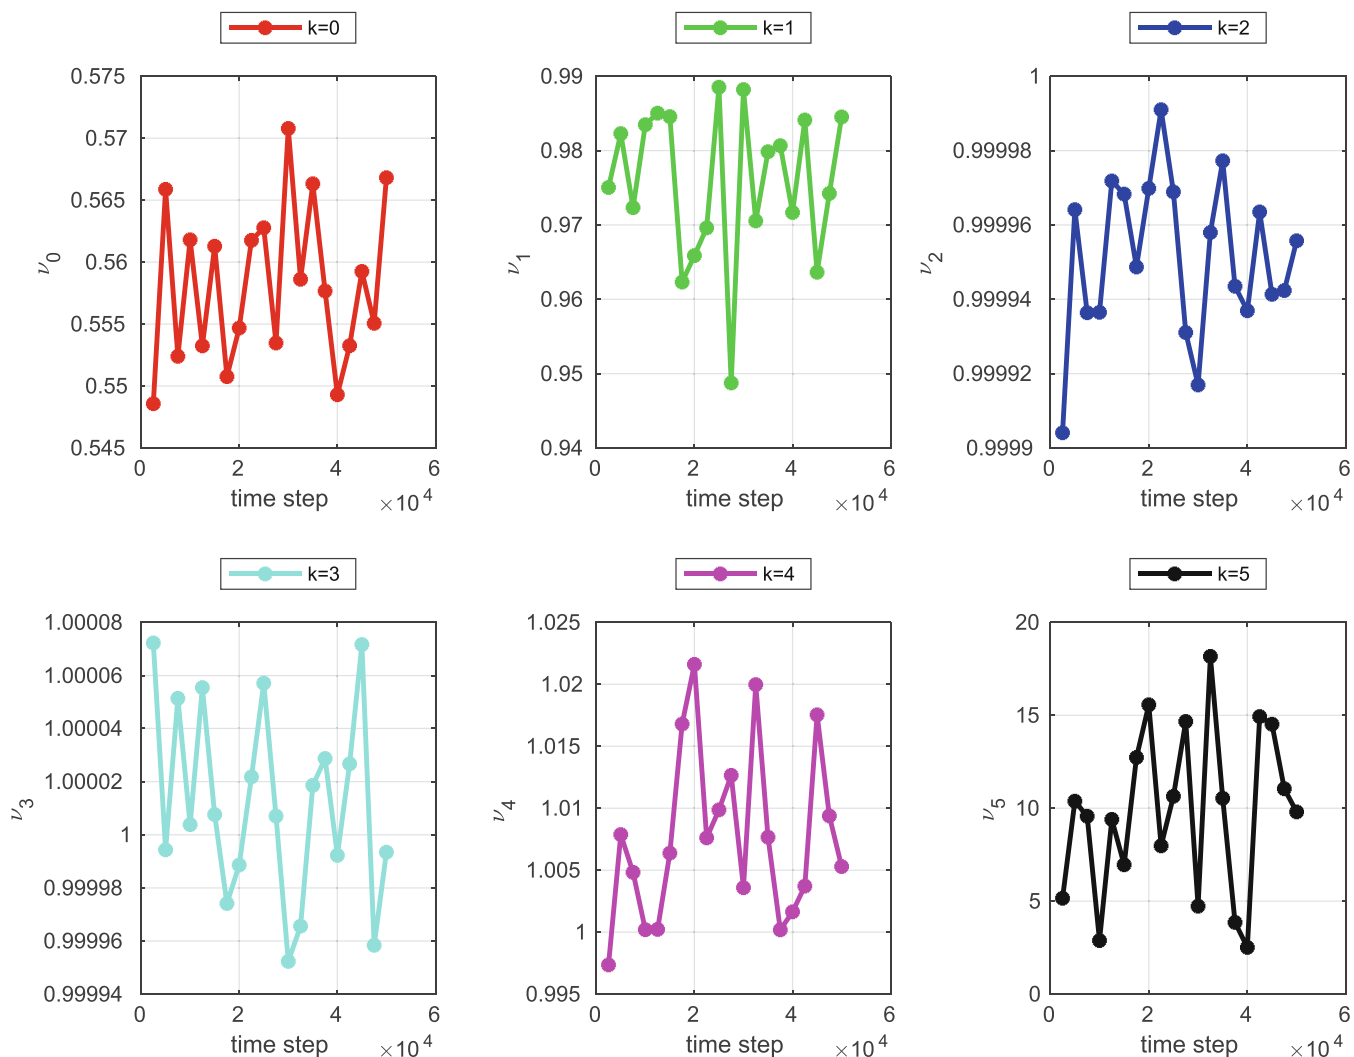 k=0
k=1
k=2
0.575
0.57
0.565
0.56
0.555
0.55
0.545
ν0
0 2 4 6
time step
×10^4
0.99
0.98
0.97
0.96
0.95
0.94
ν1
0 2 4 6
time step
×10^4
1
0.99998
0.99996
0.99994
0.99992
0.9999
ν2
0 2 4 6
time step
×10^4
k=3
k=4
k=5
1.00008
1.00006
1.00004
1.00002
1
0.99998
0.99996
0.99994
ν3
0 2 4 6
time step
×10^4
1.025
1.02
1.015
1.01
1.005
1
0.995
ν4
0 2 4 6
time step
×10^4
20
15
10
5
0
ν5
0 2 4 6
time step
×10^4